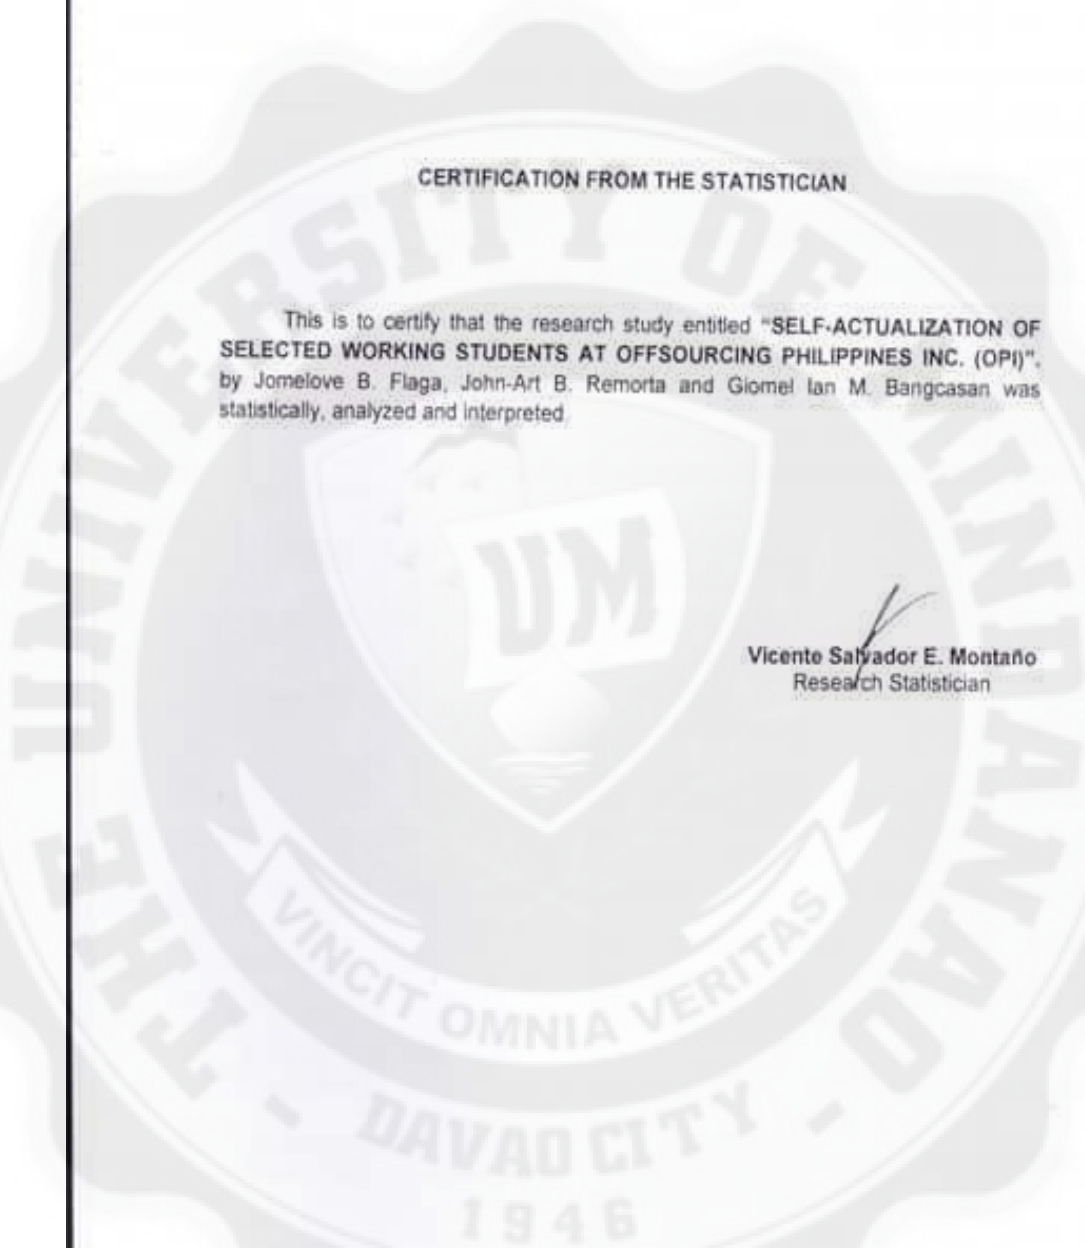 CERTIFICATION FROM THE STATISTICIAN
This is to certify that the research study entitled "SELF-ACTUALIZATION OF
SELECTED WORKING STUDENTS AT OFFSOURCING PHILIPPINES INC. (OPI)".
by Jomelove B. Flaga, John-Art B. Remorta and Giomel Ian M. Bangcasan was
statistically, analyzed and interpreted
Vicente Salvador E. Montaño
Research Statistician
THE UNIVERSITY OF MINDANAO
UM
VINCIT OMNIA VERITAS
- DAVAO CITY -
1946